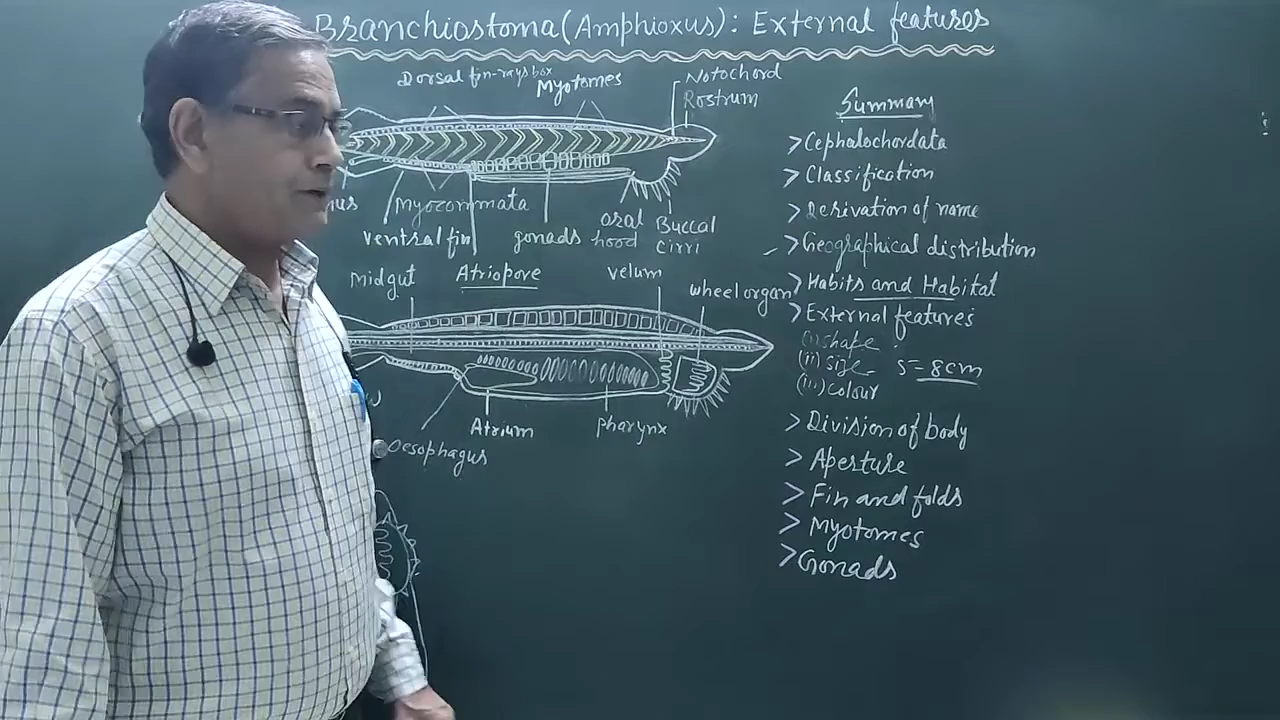 Branchiostoma (Amphioxus): External features
Dorsal fin-rays box
Myotomes
Notochord
Rostrum
Myocommata
ventral fin
gonads
oral hood
Buccal cirri
Midgut
Atriopore
velum
wheel organ
Oesophagus
Atrium
pharynx
Summary
> Cephalochordata
> Classification
> Derivation of name
> Geographical distribution
> Habits and Habitat
> External features
(i) shape
(ii) size 5-8cm
(iii) colour
> Division of body
> Aperture
> Fin and folds
> Myotomes
> Gonads